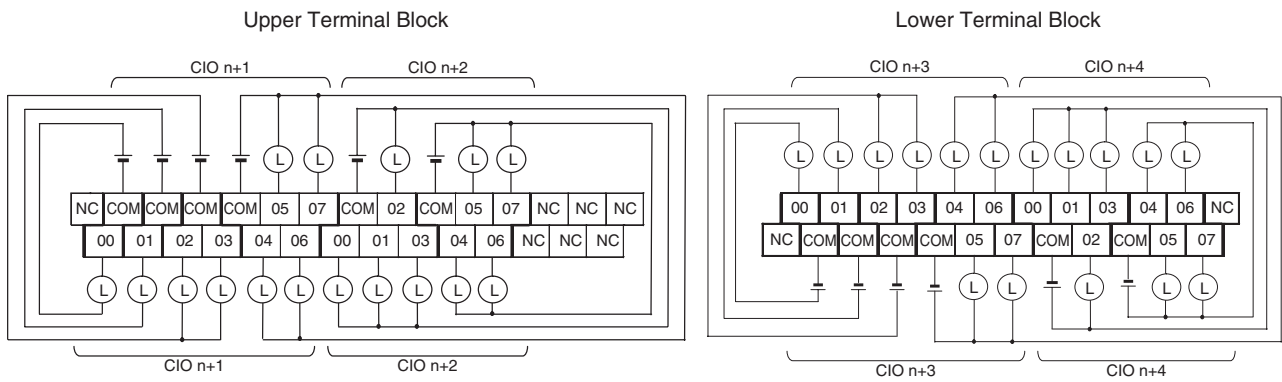 Upper Terminal Block
Lower Terminal Block
CIO n+1 CIO n+2
CIO n+3 CIO n+4
L L L L L
L L L L L L L L L L L
NC COM COM COM COM 05 07 COM 02 COM 05 07 NC NC NC
00 01 02 03 04 06 00 01 03 04 06 NC
00 01 02 03 04 06 00 01 03 04 06 NC NC NC
NC COM COM COM COM 05 07 COM 02 COM 05 07
L L L L L L L L L L L
L L L L L
CIO n+1 CIO n+2
CIO n+3 CIO n+4